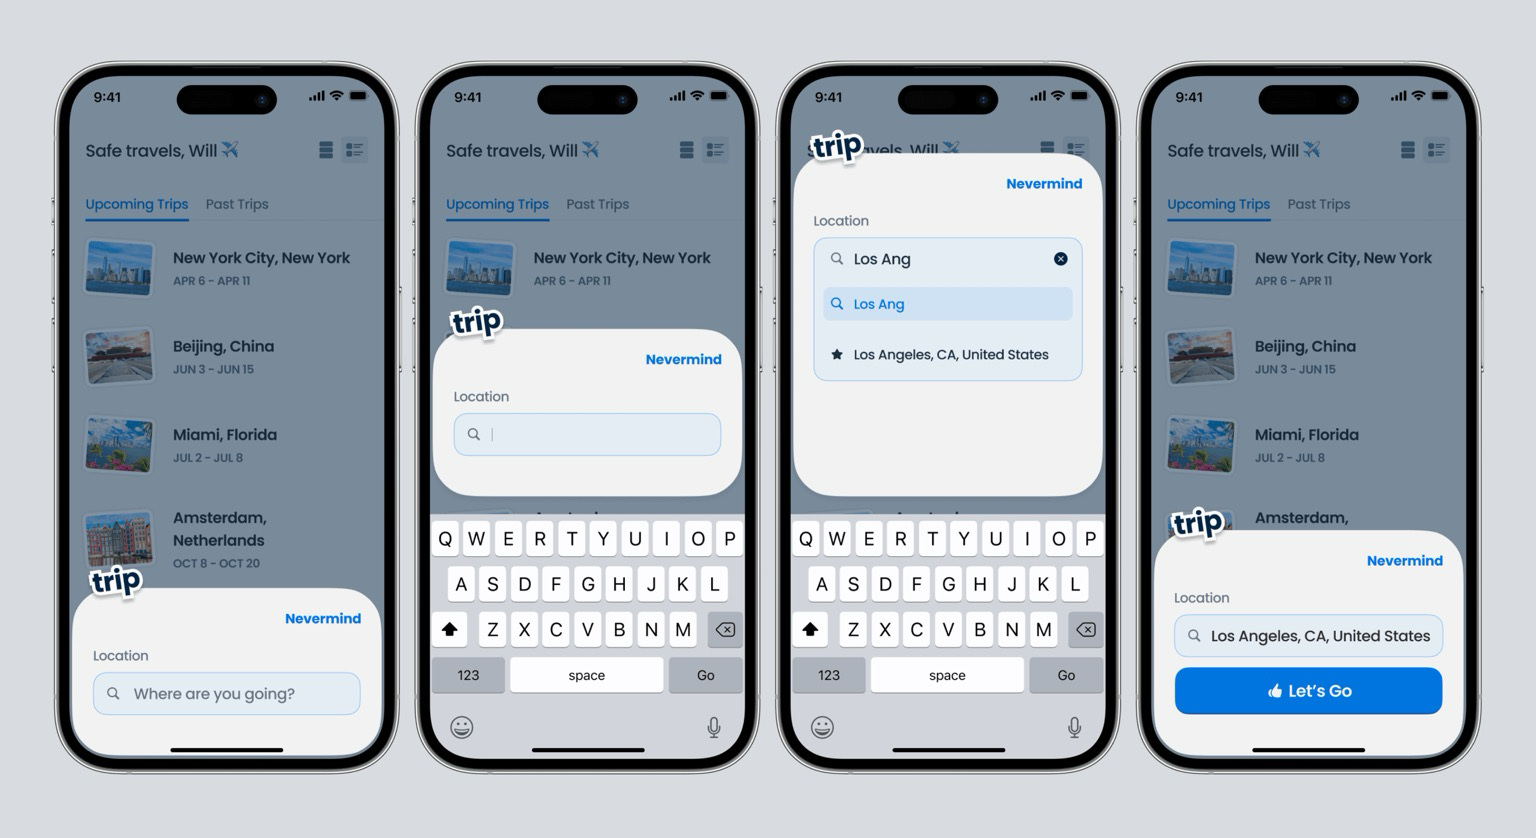 9:41
Safe travels, Will
Upcoming Trips
Past Trips
New York City, New York
APR 6 - APR 11
Beijing, China
JUN 3 - JUN 15
Miami, Florida
JUL 2 - JUL 8
Amsterdam,
Netherlands
OCT 8 - OCT 20
trip
Nevermind
Location
Where are you going?
9:41
Safe travels, Will
Upcoming Trips
Past Trips
New York City, New York
APR 6 - APR 11
trip
Nevermind
Location
Q W E R T Y U I O P
A S D F G H J K L
Z X C V B N M
123 space Go
9:41
trip
Safe travels, Will
Nevermind
Location
Los Ang
Los Ang
Los Angeles, CA, United States
Q W E R T Y U I O P
A S D F G H J K L
Z X C V B N M
123 space Go
9:41
Safe travels, Will
Upcoming Trips
Past Trips
New York City, New York
APR 6 - APR 11
Beijing, China
JUN 3 - JUN 15
Miami, Florida
JUL 2 - JUL 8
Amsterdam,
trip
Nevermind
Location
Los Angeles, CA, United States
Let's Go